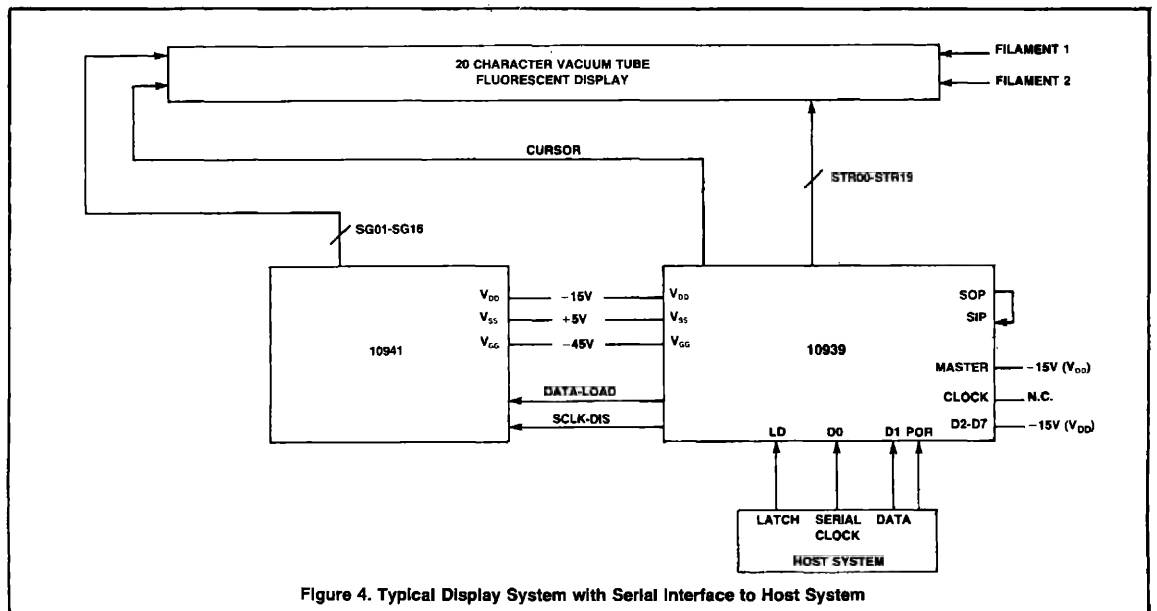 20 CHARACTER VACUUM TUBE
FLUORESCENT DISPLAY
FILAMENT 1
FILAMENT 2
CURSOR
STR00-STR19
SG01-SG16
10941
VDD
VSS
VGG
−15V
+5V
−45V
DATA-LOAD
SCLK-DIS
VDD
VSS
VGG
10939
SOP
SIP
MASTER
−15V (VDD)
CLOCK
N.C.
D2-D7
−15V (VDD)
LD
D0
D1
POR
LATCH
SERIAL
CLOCK
DATA
HOST SYSTEM
Figure 4. Typical Display System with Serial Interface to Host System